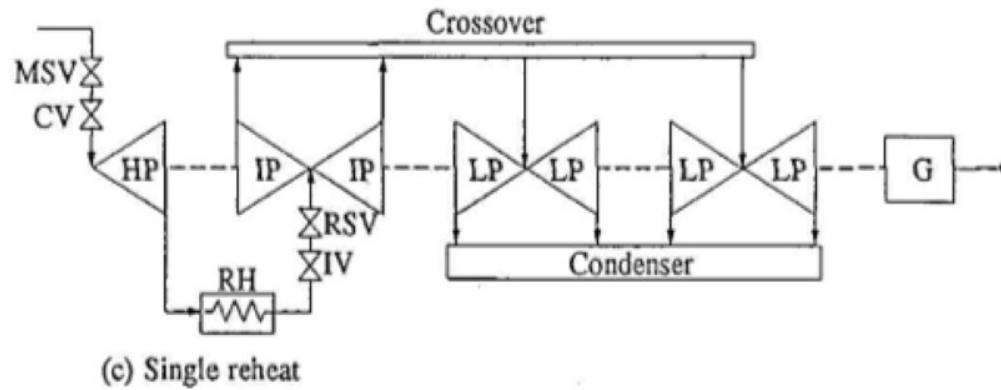 Crossover
MSV
CV
HP
IP
IP
LP
LP
LP
LP
G
RSV
IV
RH
Condenser
(c) Single reheat